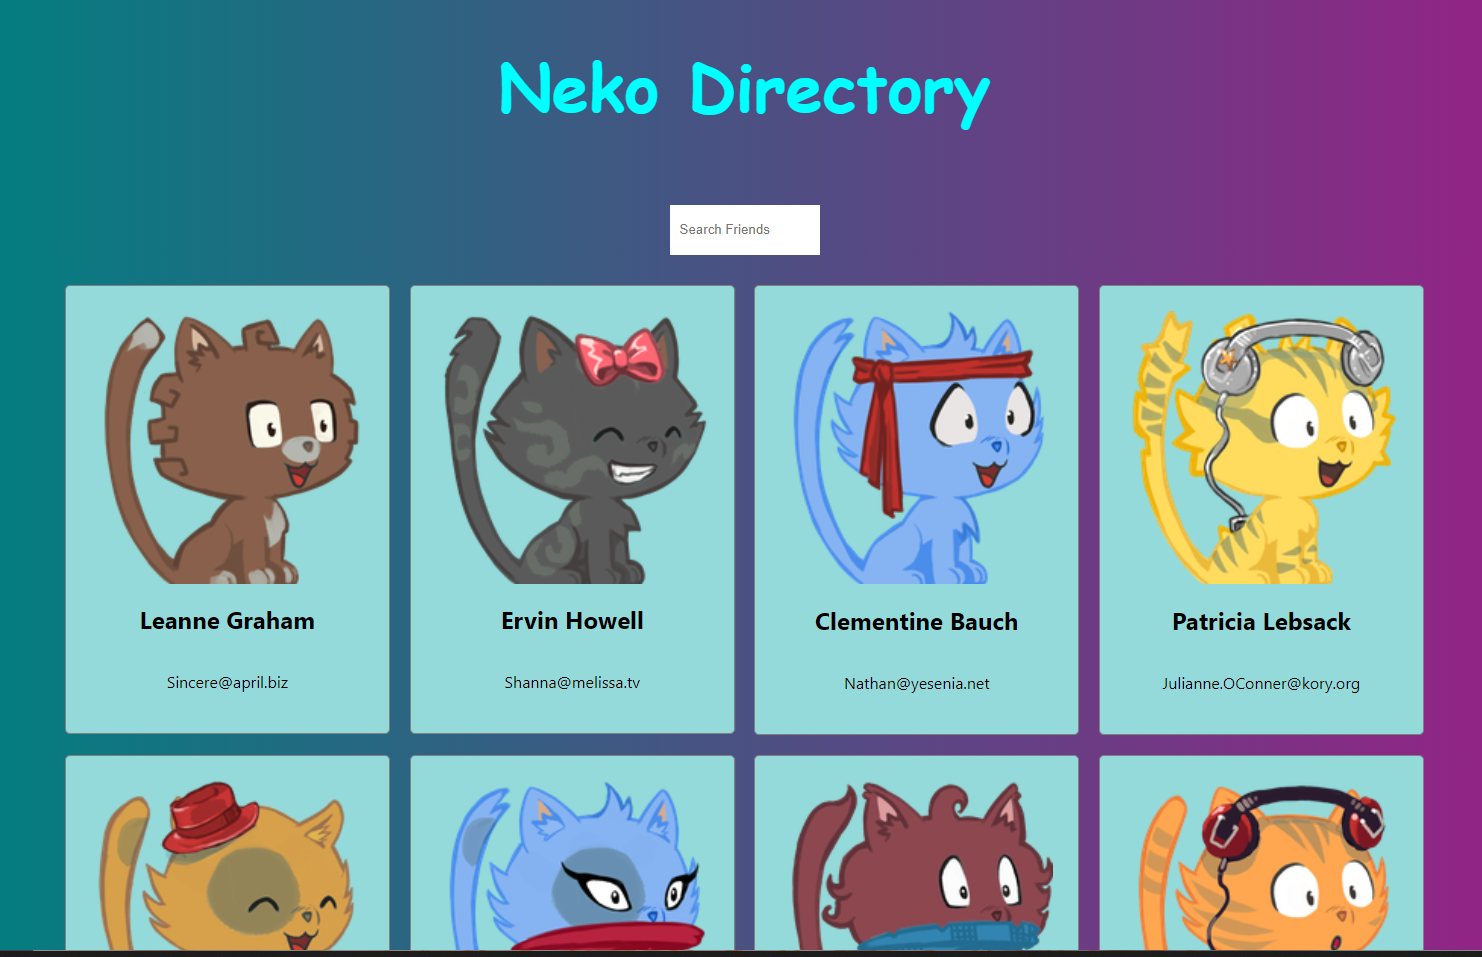 Neko Directory
Search Friends
Leanne Graham
Sincere@april.biz
Ervin Howell
Shanna@melissa.tv
Clementine Bauch
Nathan@yesenia.net
Patricia Lebsack
Julianne.OConner@kory.org